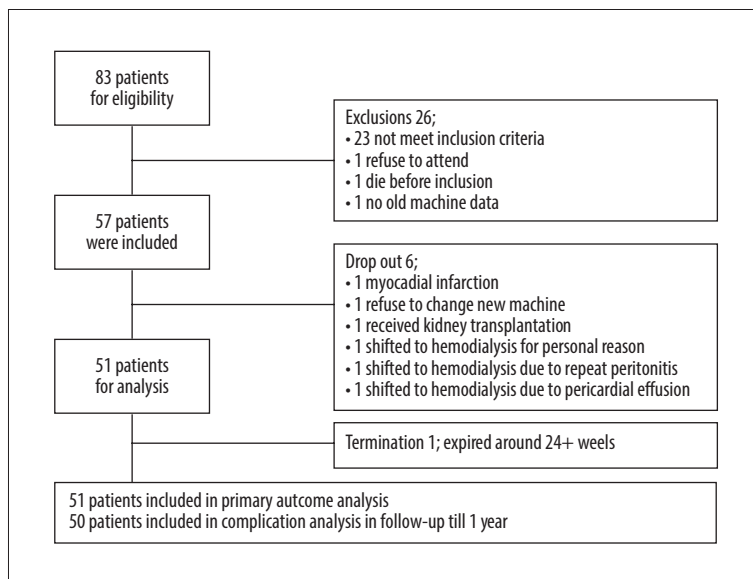 83 patients
for eligibility
Exclusions 26;
• 23 not meet inclusion criteria
• 1 refuse to attend
• 1 die before inclusion
• 1 no old machine data
57 patients
were included
Drop out 6;
• 1 myocadial infarction
• 1 refuse to change new machine
• 1 received kidney transplantation
• 1 shifted to hemodialysis for personal reason
• 1 shifted to hemodialysis due to repeat peritonitis
• 1 shifted to hemodialysis due to pericardial effusion
51 patients
for analysis
Termination 1; expired around 24+ weels
51 patients included in primary autcome analysis
50 patients included in complication analysis in follow-up till 1 year